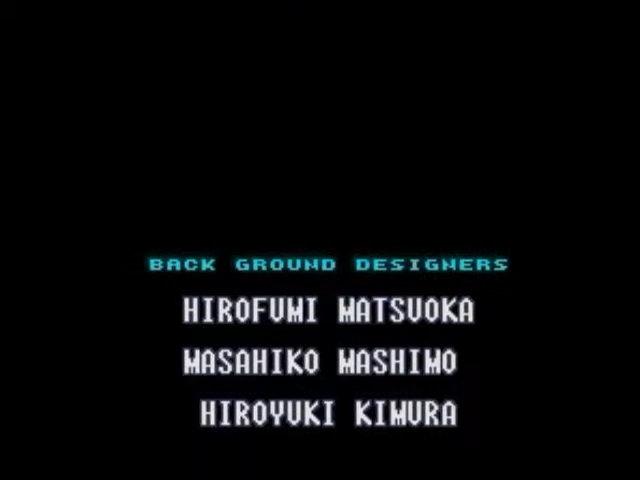 BACK GROUND DESIGNERS
HIROFUMI MATSUOKA
MASAHIKO MASHIMO
HIROYUKI KIMURA